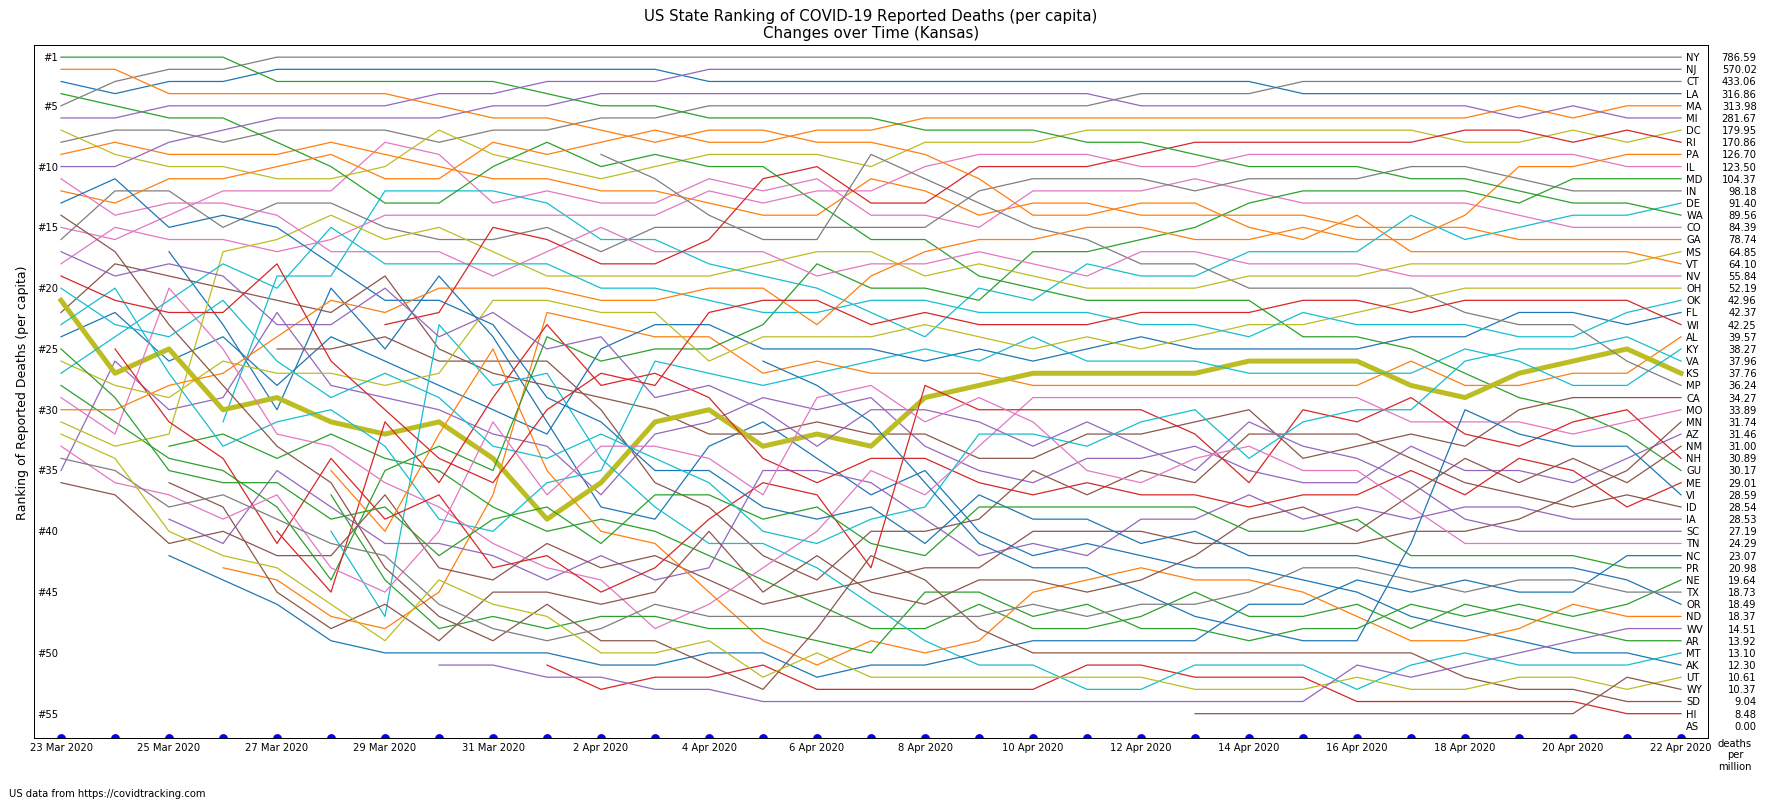 US State Ranking of COVID-19 Reported Deaths (per capita)
Changes over Time (Kansas)
Ranking of Reported Deaths (per capita)
#1
#5
#10
#15
#20
#25
#30
#35
#40
#45
#50
#55
NY 786.59
NJ 570.02
CT 433.06
LA 316.86
MA 313.98
MI 281.67
DC 179.95
RI 170.86
PA 126.70
IL 123.50
MD 104.37
IN 98.18
DE 91.40
WA 89.56
CO 84.39
GA 78.74
MS 64.85
VT 64.10
NV 55.84
OH 52.19
OK 42.96
FL 42.37
WI 42.25
AL 39.57
KY 38.27
VA 37.96
KS 37.76
MP 36.24
CA 34.27
MO 33.89
MN 31.74
AZ 31.46
NM 31.00
NH 30.89
GU 30.17
ME 29.01
VI 28.59
ID 28.54
IA 28.53
SC 27.19
TN 24.29
NC 23.07
PR 20.98
NE 19.64
TX 18.73
OR 18.49
ND 18.37
WV 14.51
AR 13.92
MT 13.10
AK 12.30
UT 10.61
WY 10.37
SD 9.04
HI 8.48
AS 0.00
23 Mar 2020 25 Mar 2020 27 Mar 2020 29 Mar 2020 31 Mar 2020 2 Apr 2020 4 Apr 2020 6 Apr 2020 8 Apr 2020 10 Apr 2020 12 Apr 2020 14 Apr 2020 16 Apr 2020 18 Apr 2020 20 Apr 2020 22 Apr 2020
deaths
per
million
US data from https://covidtracking.com